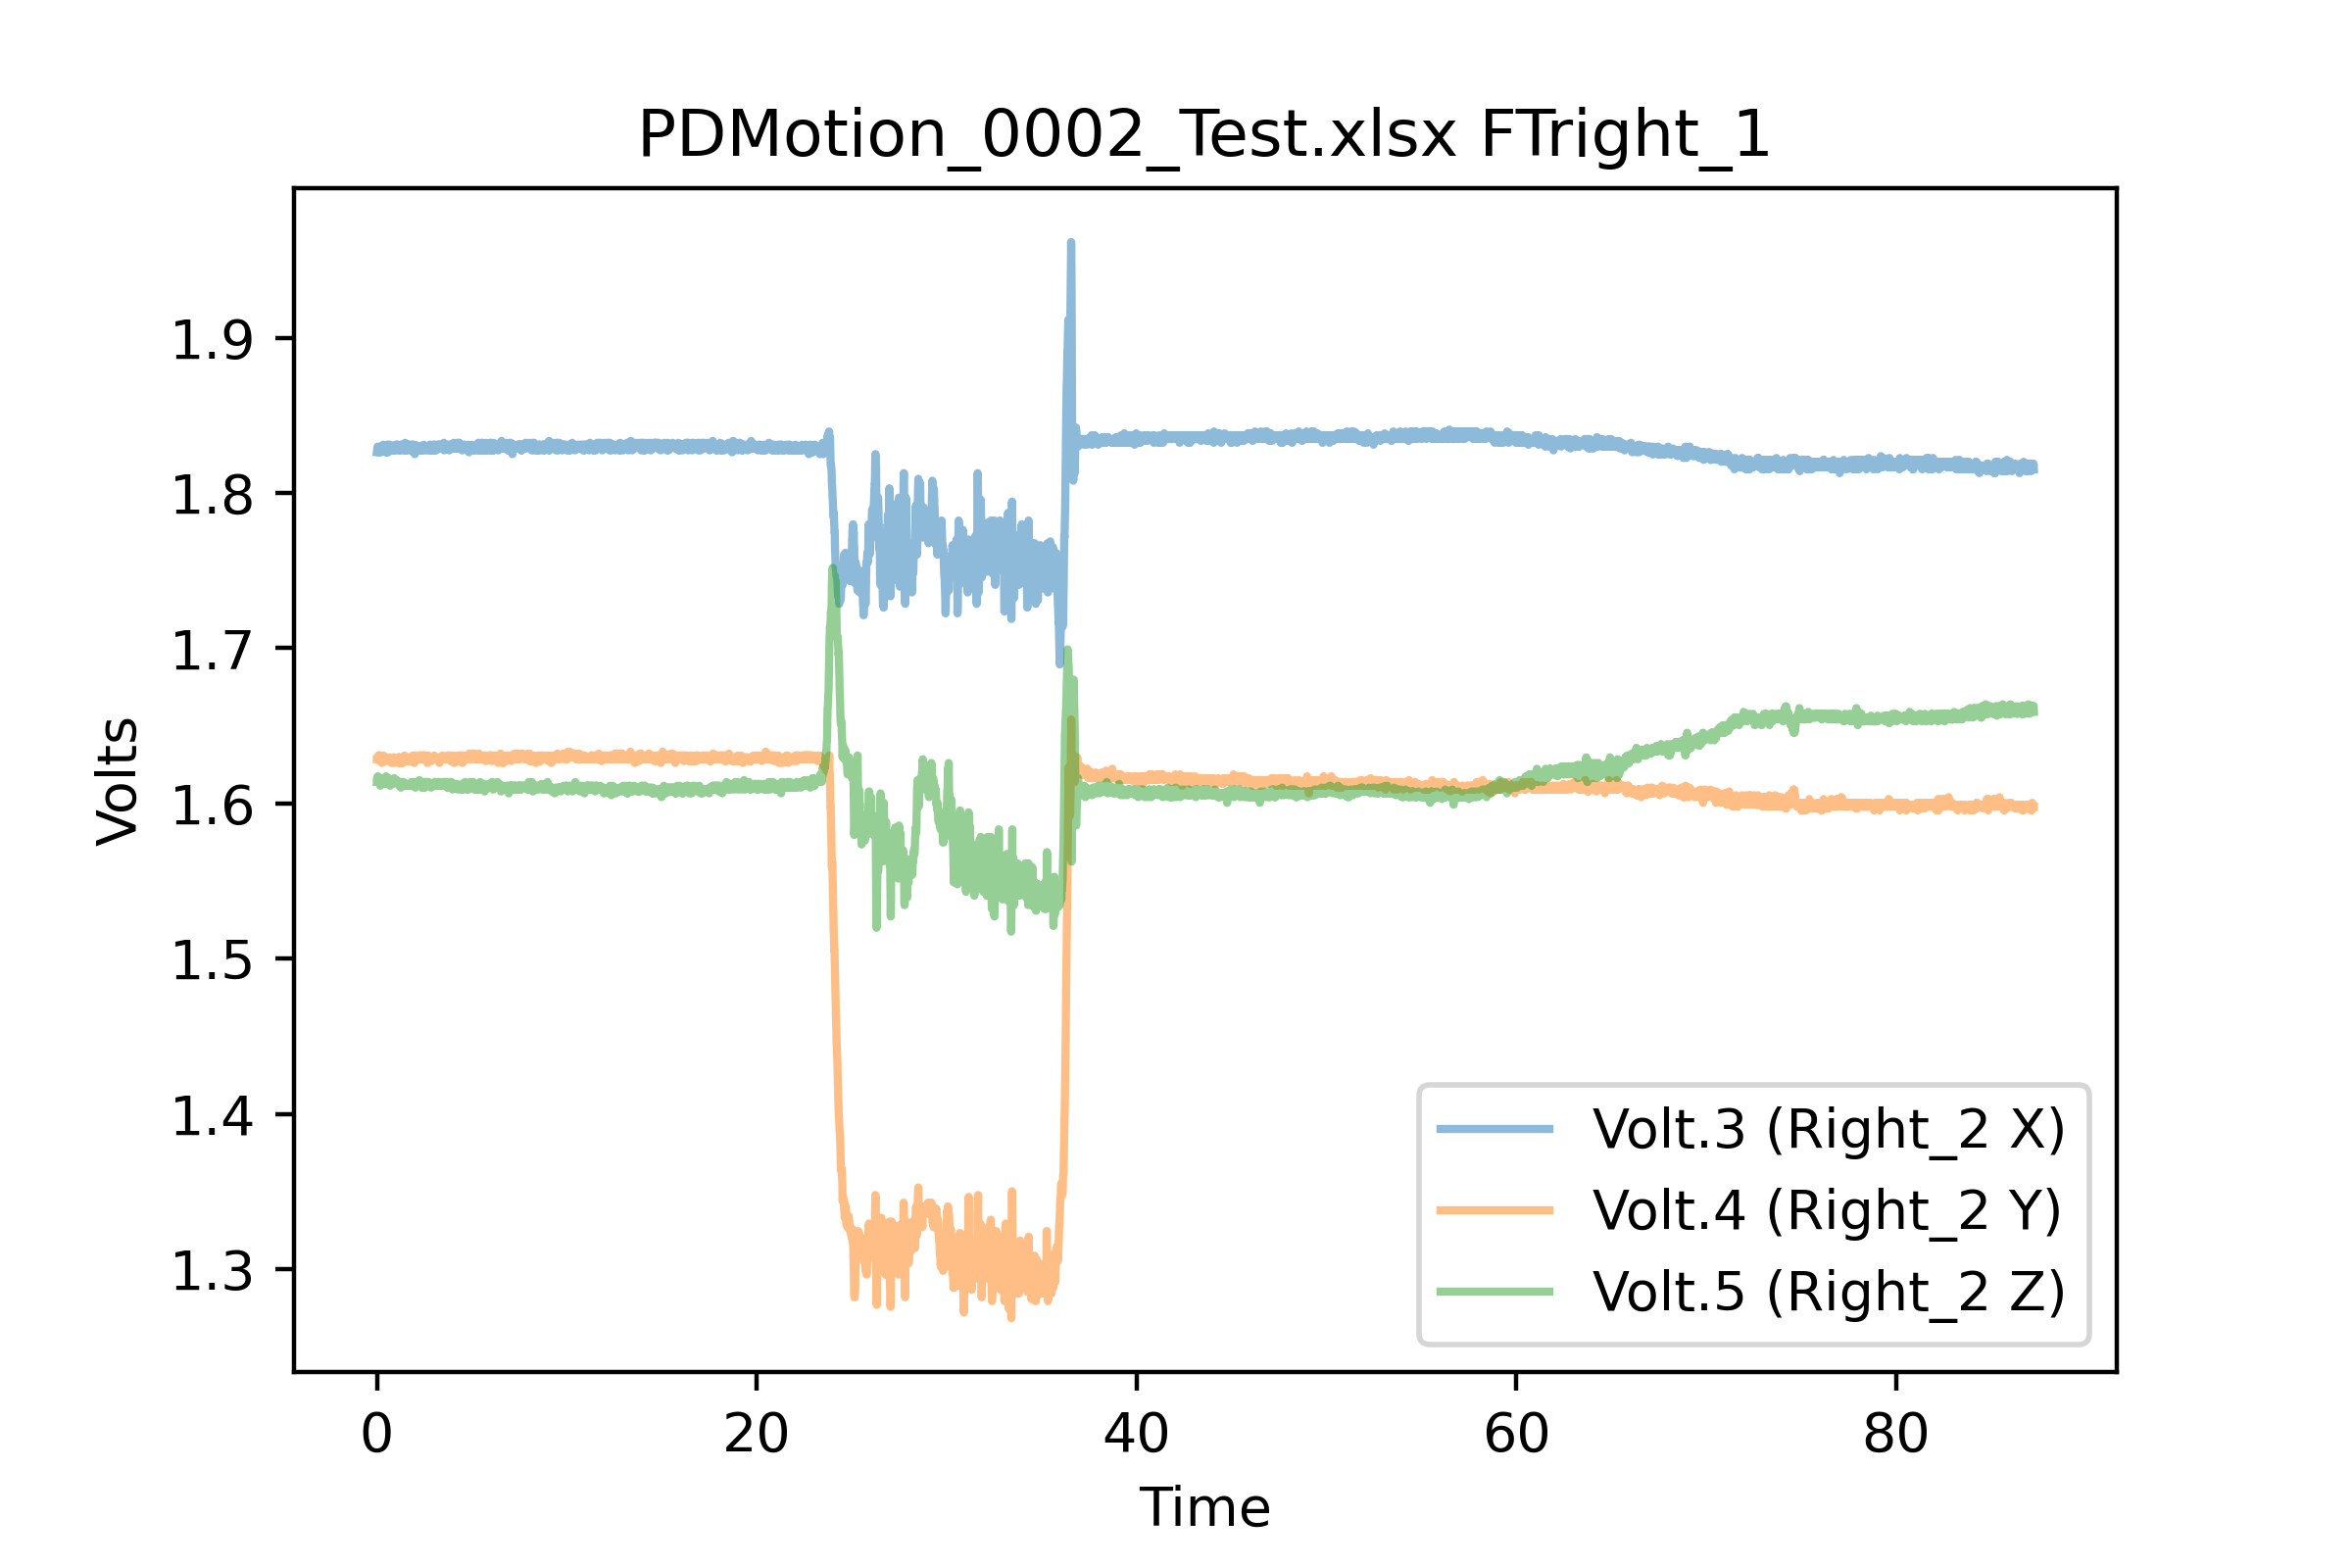 PDMotion_0002_Test.xlsx FTright_1
Volts
1.9
1.8
1.7
1.6
1.5
1.4
1.3
Volt.3 (Right_2 X)
Volt.4 (Right_2 Y)
Volt.5 (Right_2 Z)
0 20 40 60 80
Time